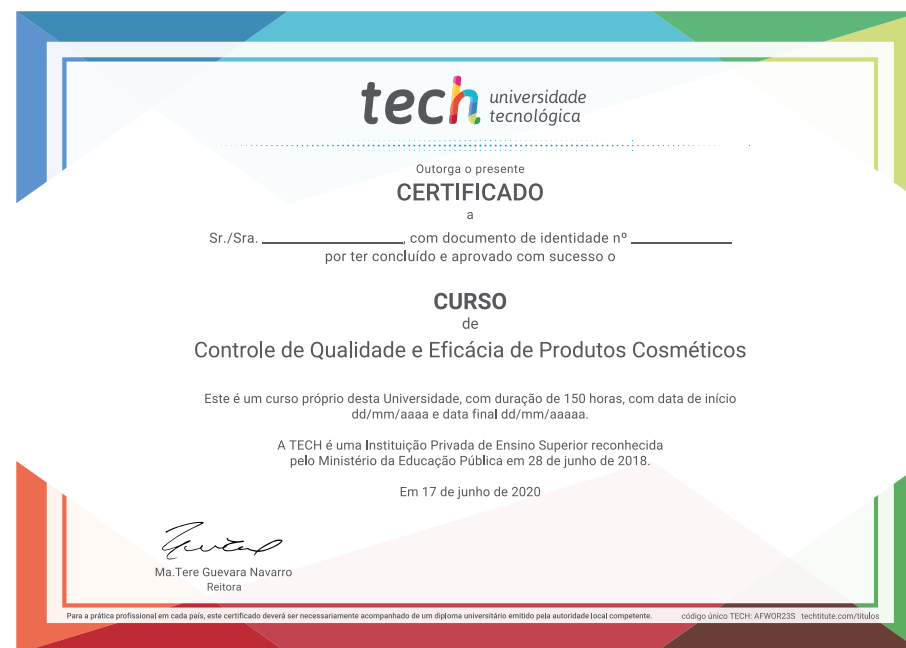 tech universidade
tecnológica
Outorga o presente
CERTIFICADO
a
Sr./Sra. ____________, com documento de identidade nº ____________
por ter concluído e aprovado com sucesso o
CURSO
de
Controle de Qualidade e Eficácia de Produtos Cosméticos
Este é um curso próprio desta Universidade, com duração de 150 horas, com data de início
dd/mm/aaaa e data final dd/mm/aaaaa.
A TECH é uma Instituição Privada de Ensino Superior reconhecida
pelo Ministério da Educação Pública em 28 de junho de 2018.
Em 17 de junho de 2020
Ma.Tere Guevara Navarro
Reitora
Para a prática profissional em cada país, este certificado deverá ser necessariamente acompanhado de um diploma universitário emitido pela autoridade local competente. código único TECH: AFWOR23S techtitute.com/titulos